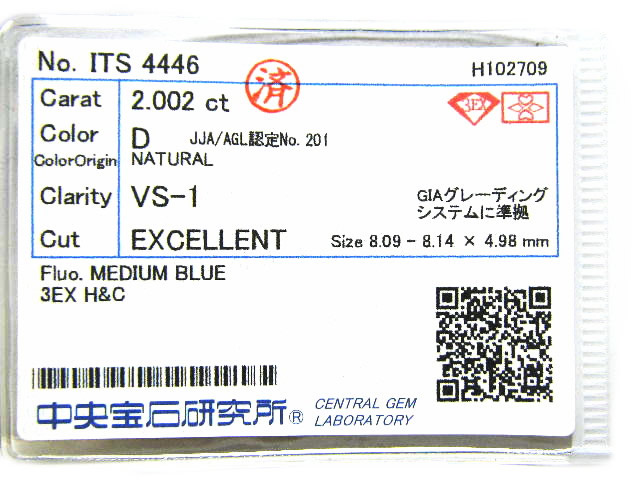 No. ITS 4446
済
H102709
Carat 2.002 ct
3EX
Color D JJA/AGL認定No. 201
ColorOrigin NATURAL
Clarity VS-1
GIAグレーディング
システムに準拠
Cut EXCELLENT Size 8.09 - 8.14 × 4.98 mm
Fluo. MEDIUM BLUE
3EX H&C
中央宝石研究所® CENTRAL GEM
LABORATORY